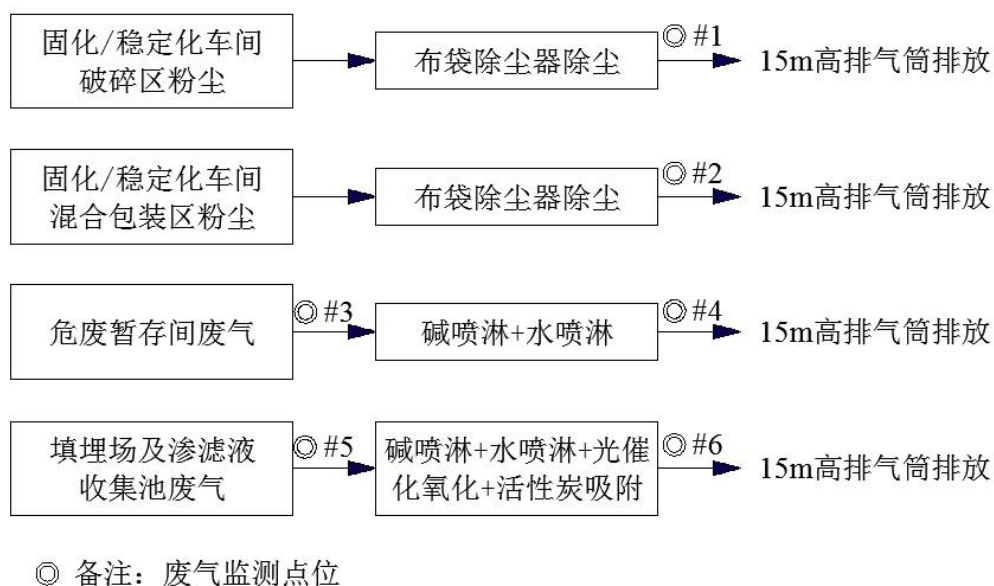 固化/稳定化车间
破碎区粉尘
布袋除尘器除尘
◎#1
15m高排气筒排放
固化/稳定化车间
混合包装区粉尘
布袋除尘器除尘
◎#2
15m高排气筒排放
危废暂存间废气
◎#3
碱喷淋+水喷淋
◎#4
15m高排气筒排放
填埋场及渗滤液
收集池废气
◎#5
碱喷淋+水喷淋+光催
化氧化+活性炭吸附
◎#6
15m高排气筒排放
◎ 备注：废气监测点位